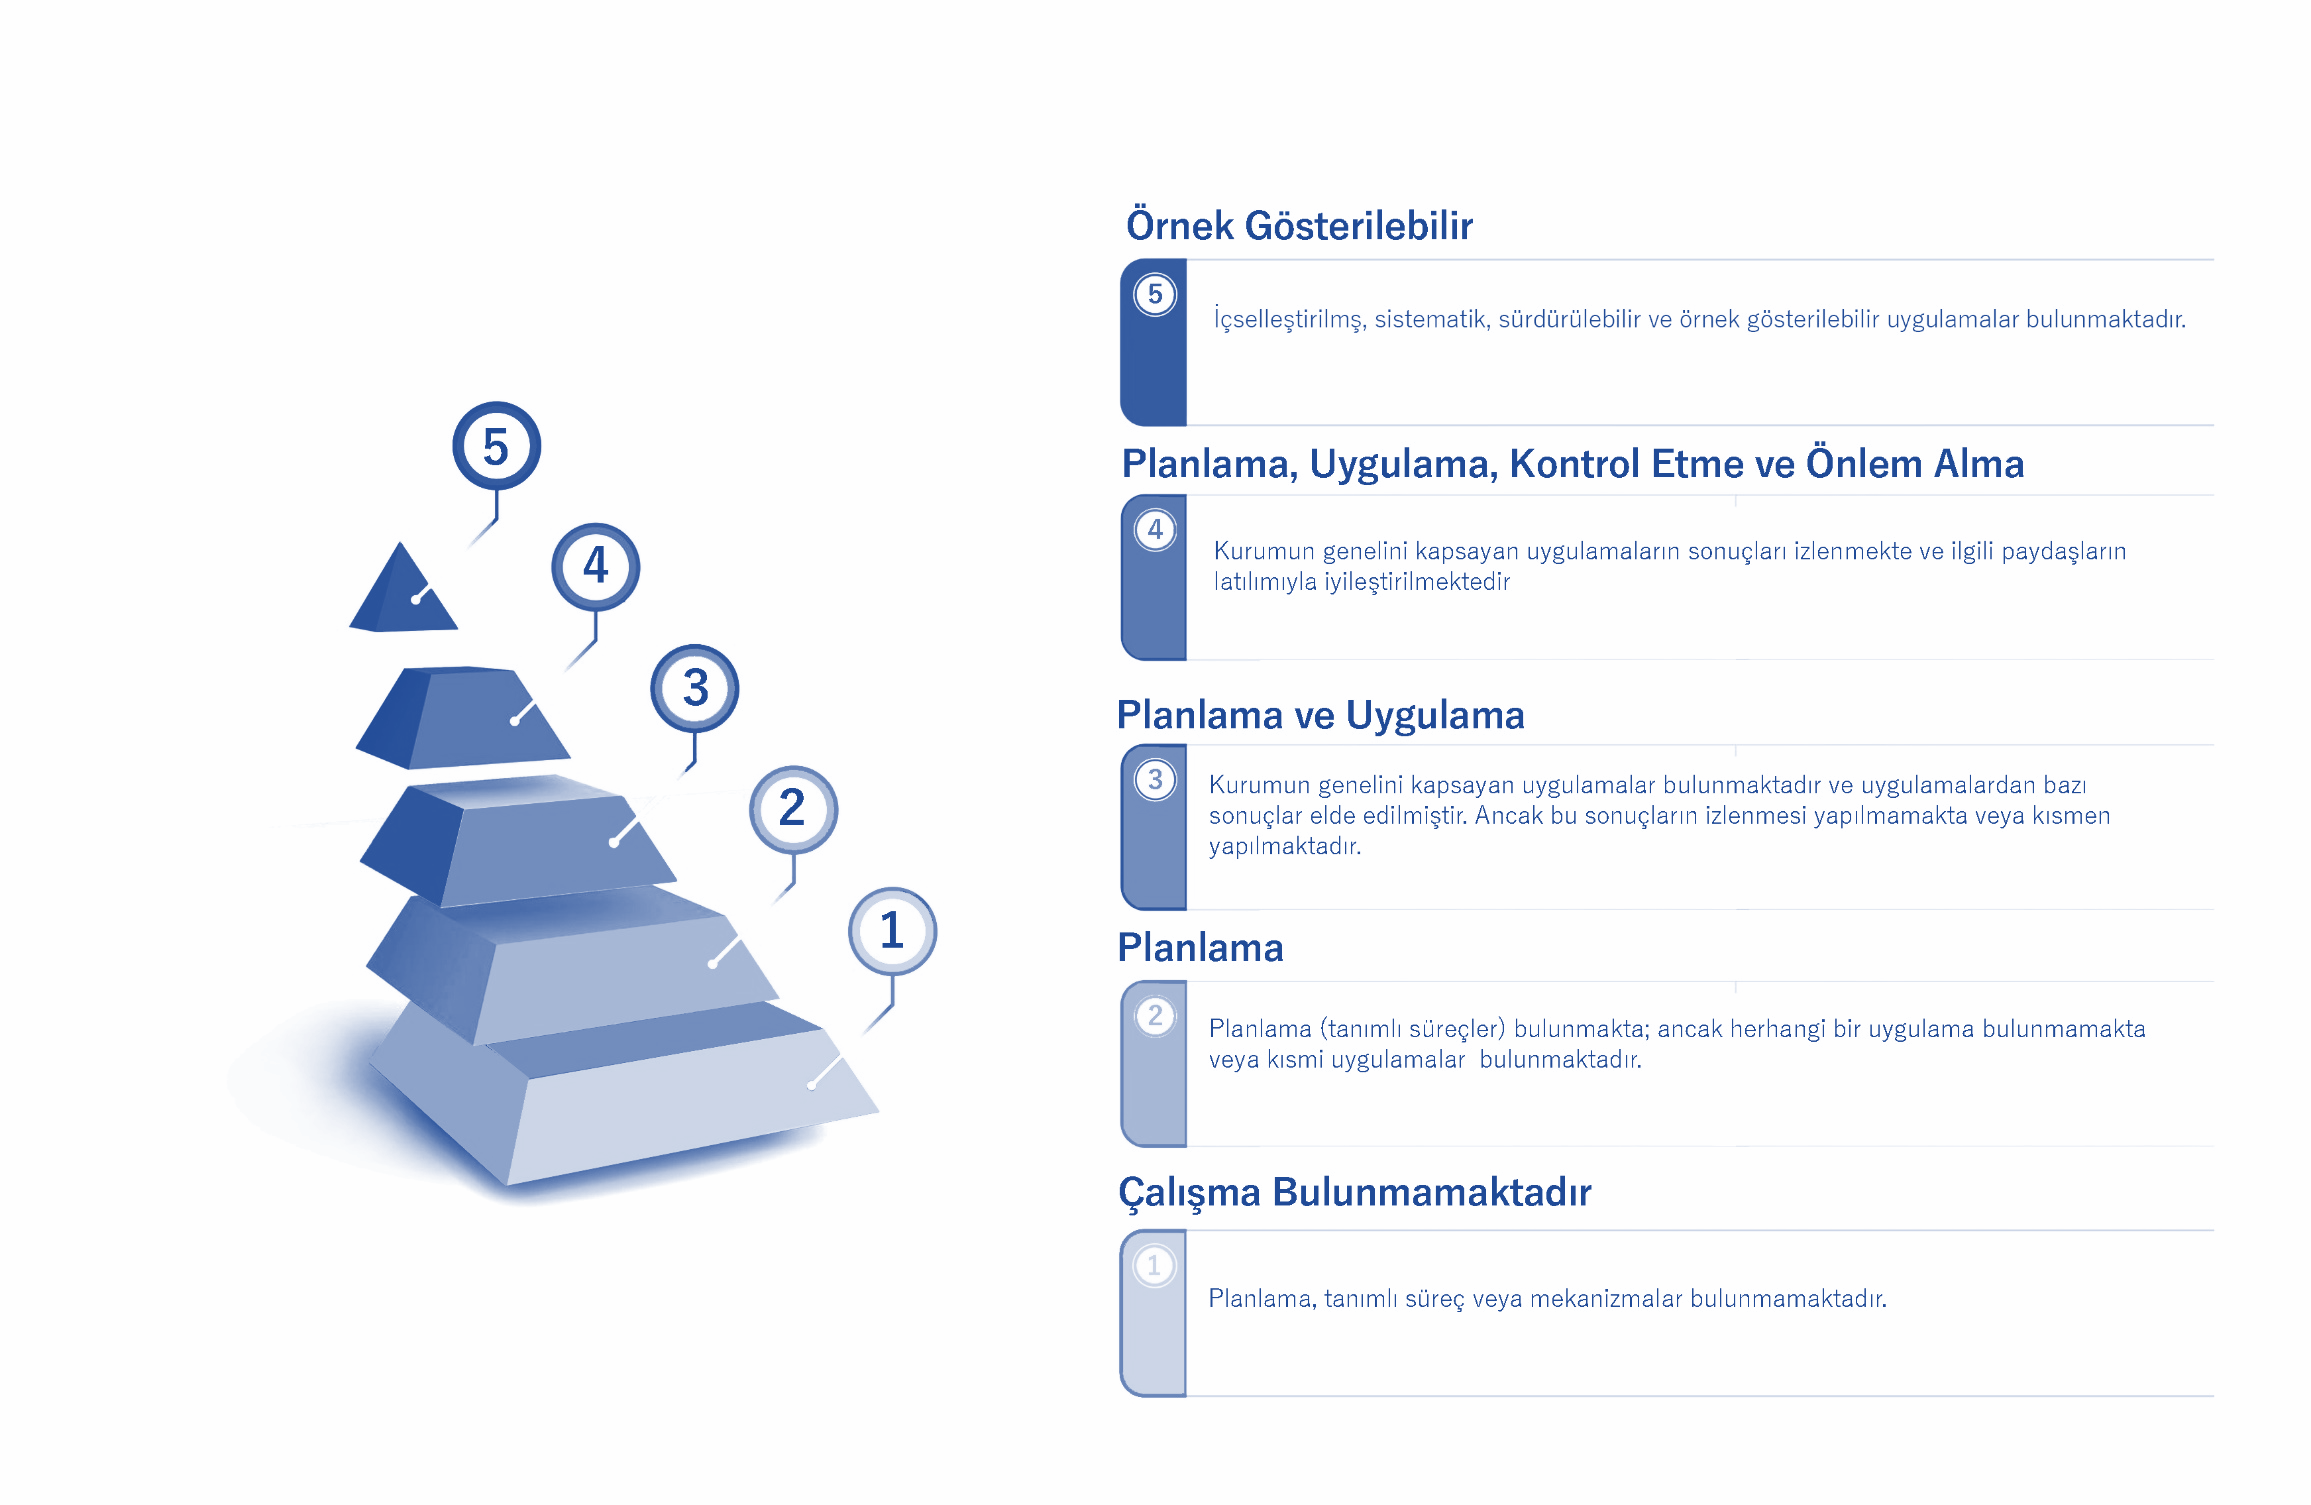 5
4
3
2
1
Örnek Gösterilebilir
5
İçselleştirilmş, sistematik, sürdürülebilir ve örnek gösterilebilir uygulamalar bulunmaktadır.
Planlama, Uygulama, Kontrol Etme ve Önlem Alma
4
Kurumun genelini kapsayan uygulamaların sonuçları izlenmekte ve ilgili paydaşların
latılımıyla iyileştirilmektedir
Planlama ve Uygulama
3
Kurumun genelini kapsayan uygulamalar bulunmaktadır ve uygulamalardan bazı
sonuçlar elde edilmiştir. Ancak bu sonuçların izlenmesi yapılmamakta veya kısmen
yapılmaktadır.
Planlama
2
Planlama (tanımlı süreçler) bulunmakta; ancak herhangi bir uygulama bulunmamakta
veya kısmi uygulamalar bulunmaktadır.
Çalışma Bulunmamaktadır
1
Planlama, tanımlı süreç veya mekanizmalar bulunmamaktadır.